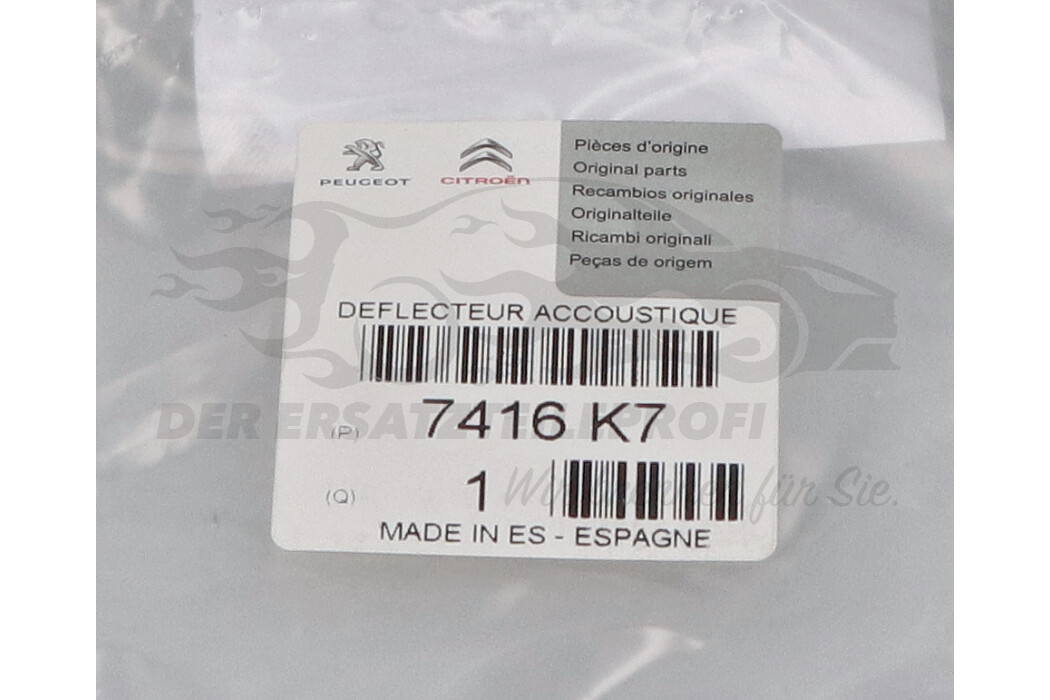 PEUGEOT
CITROËN
Pièces d'origine
Original parts
Recambios originales
Originalteile
Ricambi originali
Peças de origem
DEFLECTEUR ACCOUSTIQUE
(P) 7416 K7
DER ERSATZTEILEPROFI
(Q) 1
für Sie.
MADE IN ES - ESPAGNE